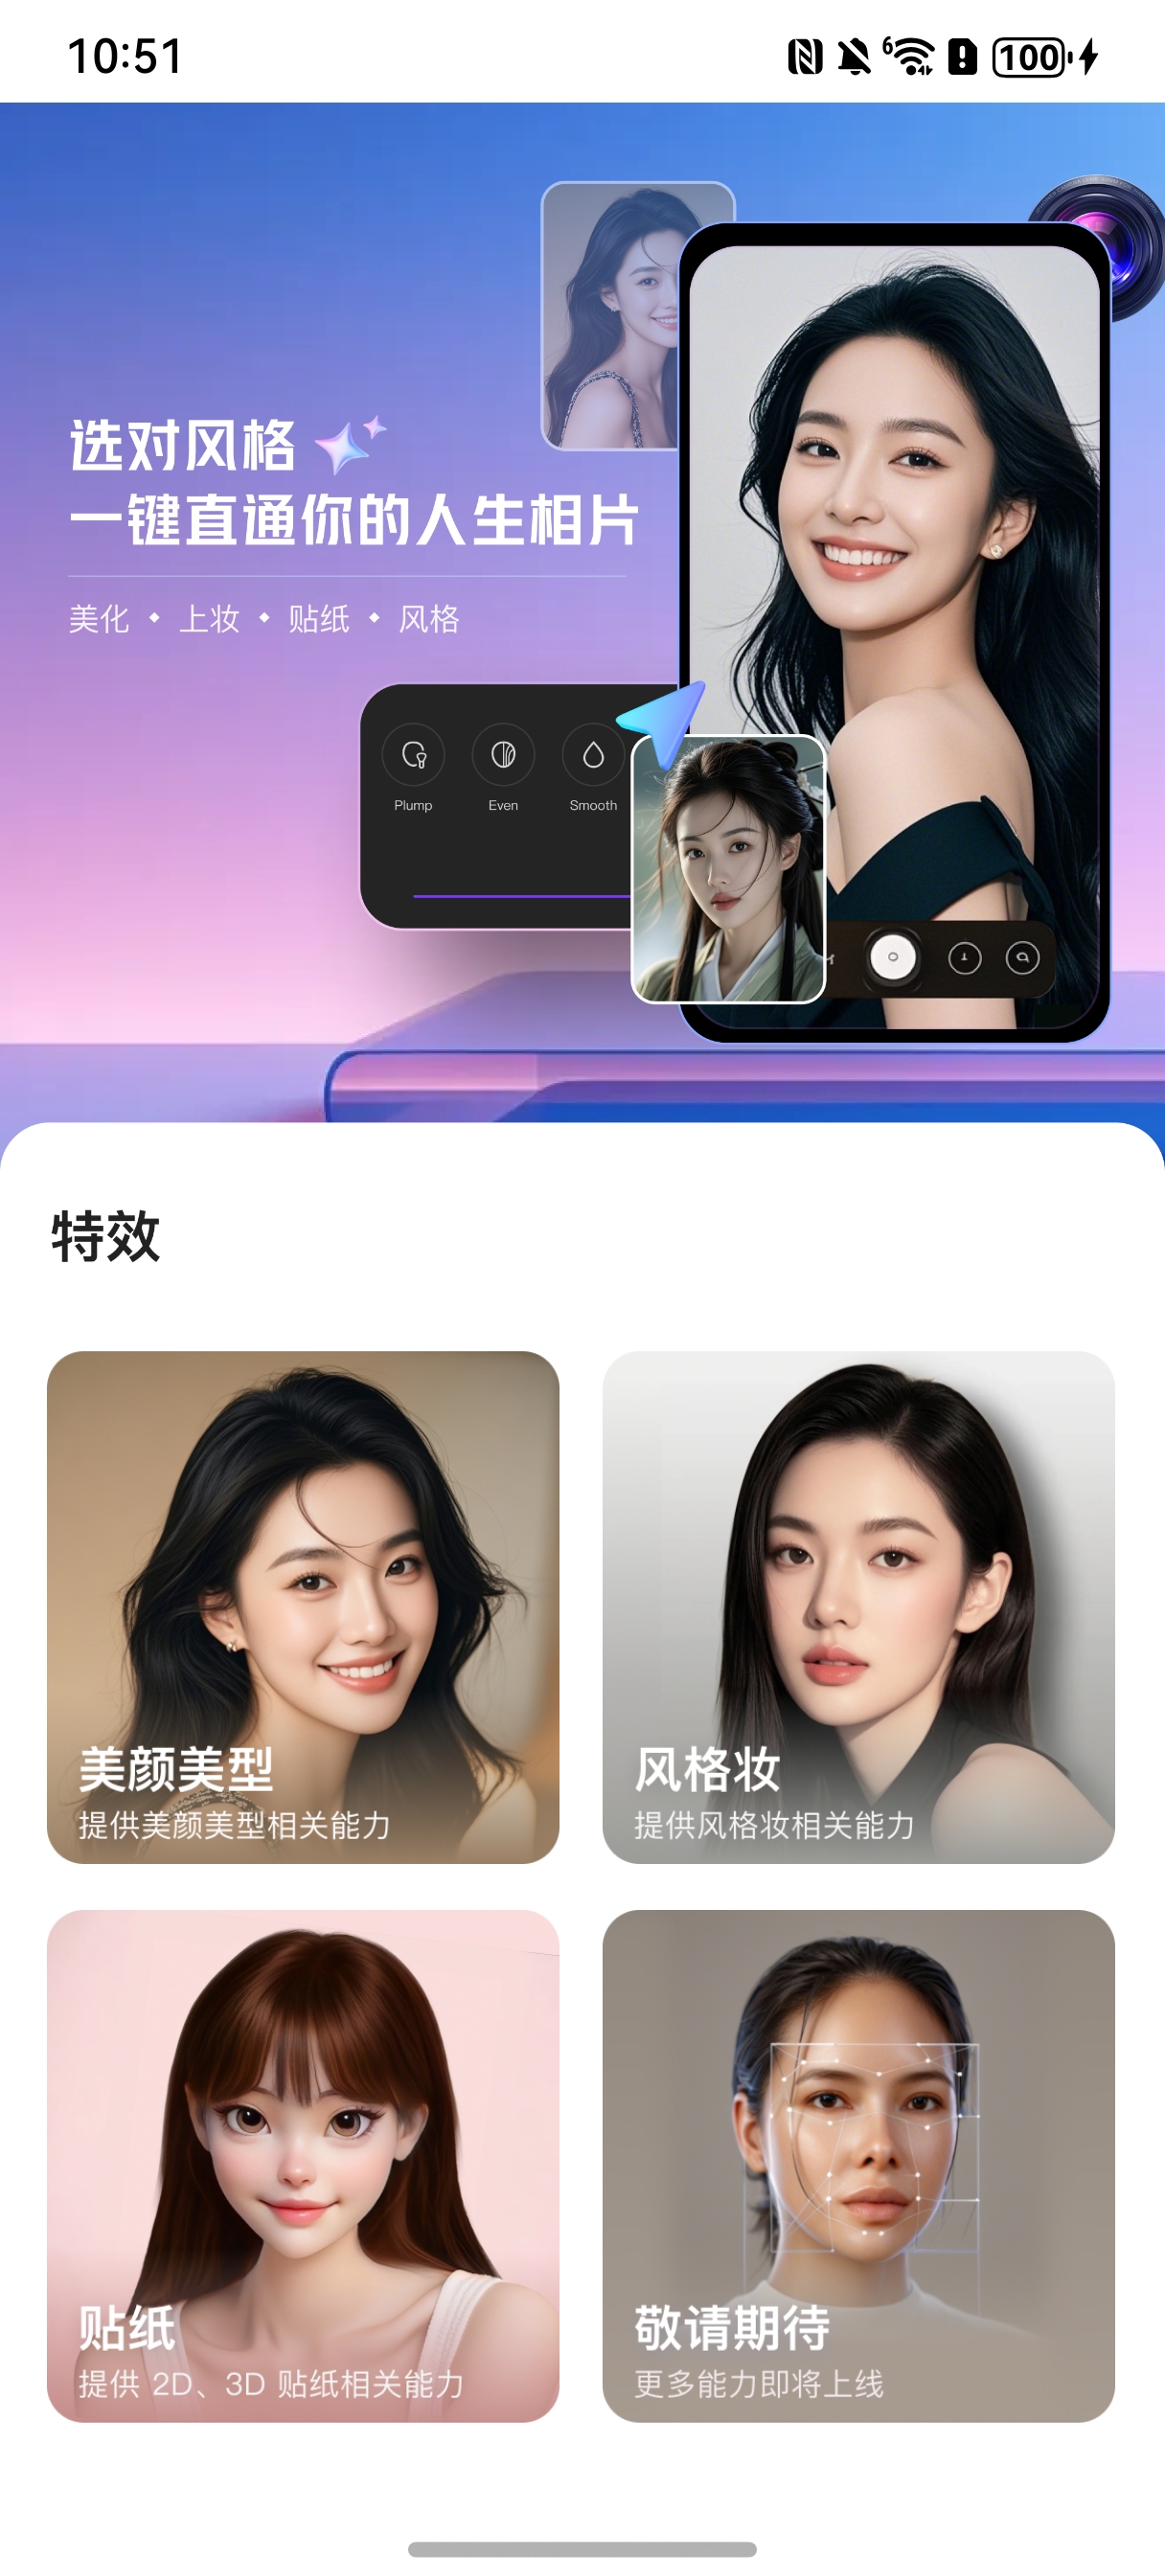 10:51
6
100
选对风格
一键直通你的人生相片
美化 • 上妆 • 贴纸 • 风格
Plump Even Smooth
特效
美颜美型
提供美颜美型相关能力
风格妆
提供风格妆相关能力
贴纸
提供 2D、3D 贴纸相关能力
敬请期待
更多能力即将上线